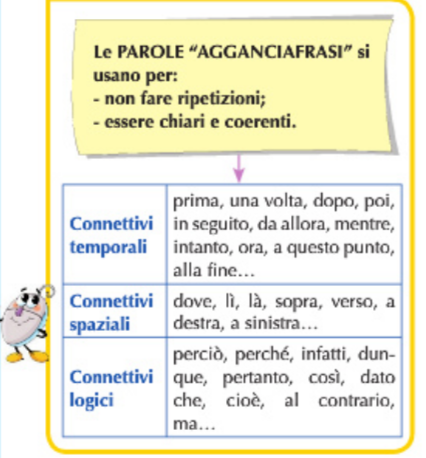 Le PAROLE “AGGANCIAFRASI” si
usano per:
- non fare ripetizioni;
- essere chiari e coerenti.
Connettivi temporali
prima, una volta, dopo, poi,
in seguito, da allora, mentre,
intanto, ora, a questo punto,
alla fine…
Connettivi spaziali
dove, lì, là, sopra, verso, a
destra, a sinistra…
Connettivi logici
perciò, perché, infatti, dun-
que, pertanto, così, dato
che, cioè, al contrario,
ma…